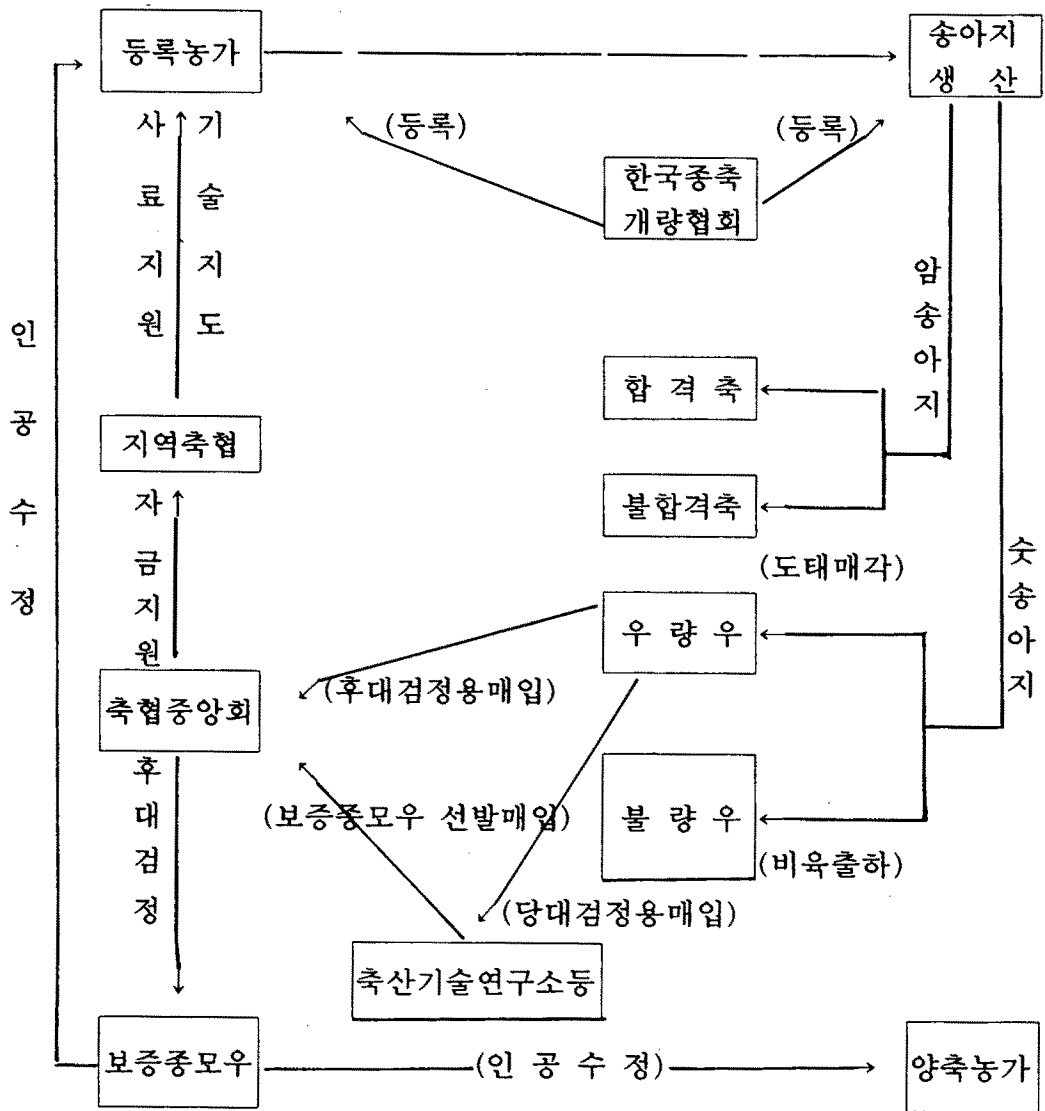 등록농가
송아지
생 산
(등록)
(등록)
한국종축
개량협회
사료지원
기술지도
인공수정
암송아지
합 격 축
지역축협
불합격축
(도태매각)
자금지원
숫송아지
우 량 우
(후대검정용매입)
축협중앙회
후대검정
(보증종모우 선발매입)
불 량 우
(비육출하)
(당대검정용매입)
축산기술연구소등
보증종모우
(인 공 수 정)
양축농가